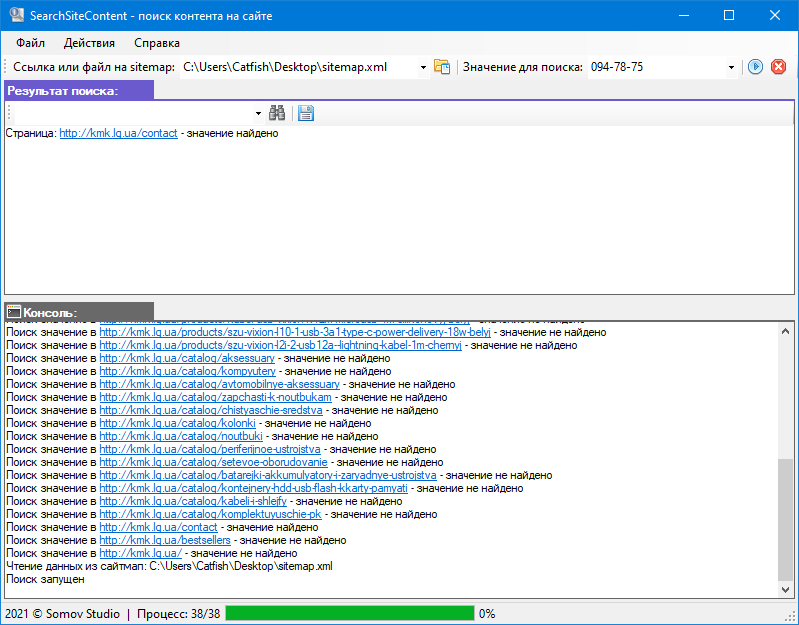 SearchSiteContent - поиск контента на сайте
Файл Действия Справка
Ссылка или файл на sitemap: C:\Users\Catfish\Desktop\sitemap.xml Значение для поиска: 094-78-75
Результат поиска:
Страница: http://kmk.lg.ua/contact - значение найдено
Консоль:
Поиск значение в http://kmk.lg.ua/products/szu-vixion-l10-1-usb-3a1-type-c-power-delivery-18w-belyj - значение не найдено
Поиск значение в http://kmk.lg.ua/products/szu-vixion-l2i-2-usb12a--lightning-kabel-1m-chernyj - значение не найдено
Поиск значение в http://kmk.lg.ua/catalog/aksessuary - значение не найдено
Поиск значение в http://kmk.lg.ua/catalog/kompyutery - значение не найдено
Поиск значение в http://kmk.lg.ua/catalog/avtomobilnye-aksessuary - значение не найдено
Поиск значение в http://kmk.lg.ua/catalog/zapchasti-k-noutbukam - значение не найдено
Поиск значение в http://kmk.lg.ua/catalog/chistyaschie-sredstva - значение не найдено
Поиск значение в http://kmk.lg.ua/catalog/kolonki - значение не найдено
Поиск значение в http://kmk.lg.ua/catalog/noutbuki - значение не найдено
Поиск значение в http://kmk.lg.ua/catalog/periferijnoe-ustrojstva - значение не найдено
Поиск значение в http://kmk.lg.ua/catalog/setevoe-oborudovanie - значение не найдено
Поиск значение в http://kmk.lg.ua/catalog/batarejki-akkumulyatory-i-zaryadnye-ustrojstva - значение не найдено
Поиск значение в http://kmk.lg.ua/catalog/kontejnery-hdd-usb-flash-kkarty-pamyati - значение не найдено
Поиск значение в http://kmk.lg.ua/catalog/kabeli-i-shlejfy - значение не найдено
Поиск значение в http://kmk.lg.ua/catalog/komplektuyuschie-pk - значение не найдено
Поиск значение в http://kmk.lg.ua/contact - значение найдено
Поиск значение в http://kmk.lg.ua/bestsellers - значение не найдено
Поиск значение в http://kmk.lg.ua/ - значение не найдено
Чтение данных из сайтмап: C:\Users\Catfish\Desktop\sitemap.xml
Поиск запущен
2021 © Somov Studio | Процесс: 38/38 0%